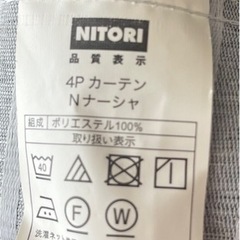 NITORI
品質表示
4P カーテン
N ナーシャ
組成 ポリエステル100%
取り扱い表示
40
F W